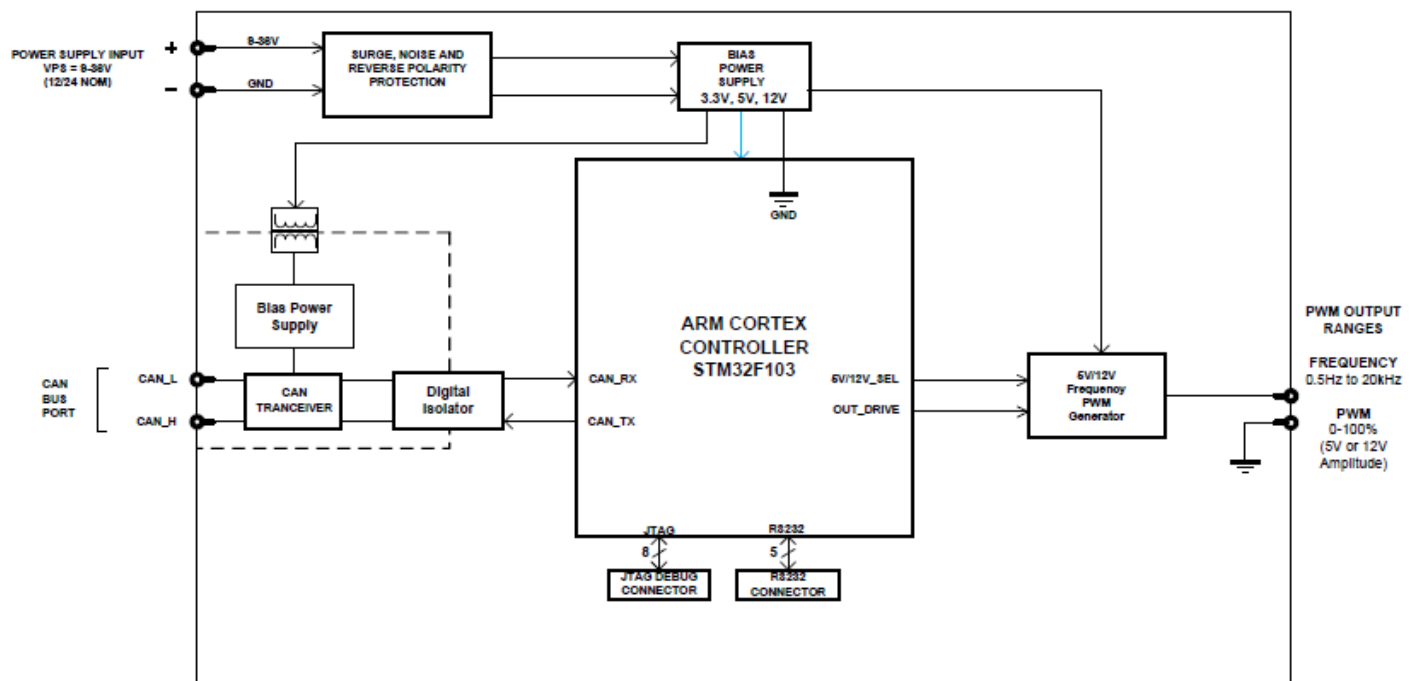 POWER SUPPLY INPUT
VPS = 9-36V
(12/24 NOM)
+
−
9-36V
GND
SURGE, NOISE AND
REVERSE POLARITY
PROTECTION
BIAS
POWER
SUPPLY
3.3V, 5V, 12V
GND
Bias Power
Supply
CAN
BUS
PORT
CAN_L
CAN_H
CAN
TRANCEIVER
Digital
Isolator
CAN_RX
CAN_TX
ARM CORTEX
CONTROLLER
STM32F103
5V/12V_SEL
OUT_DRIVE
5V/12V
Frequency
PWM
Generator
PWM OUTPUT
RANGES
FREQUENCY
0.5Hz to 20kHz
PWM
0-100%
(5V or 12V
Amplitude)
JTAG
RS232
8
5
JTAG DEBUG
CONNECTOR
RS232
CONNECTOR